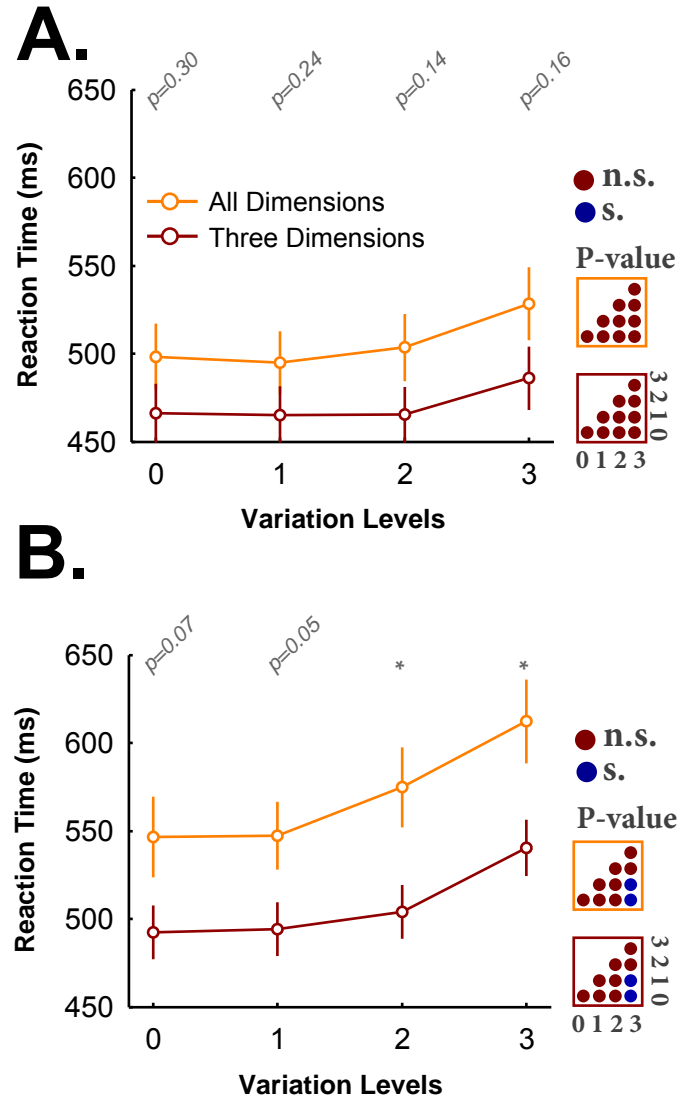 A.
p=0.30 p=0.24 p=0.14 p=0.16
650
600
550
500
450
Reaction Time (ms)
All Dimensions
Three Dimensions
n.s.
s.
P-value
3 2 1 0
0 1 2 3
0 1 2 3
Variation Levels
B.
p=0.07 p=0.05 * *
650
600
550
500
450
Reaction Time (ms)
n.s.
s.
P-value
3 2 1 0
0 1 2 3
0 1 2 3
Variation Levels